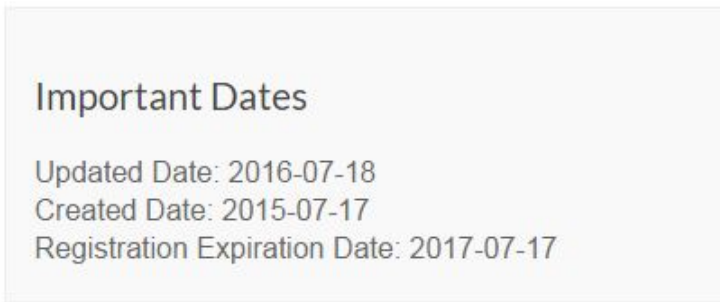 Important Dates
Updated Date: 2016-07-18
Created Date: 2015-07-17
Registration Expiration Date: 2017-07-17